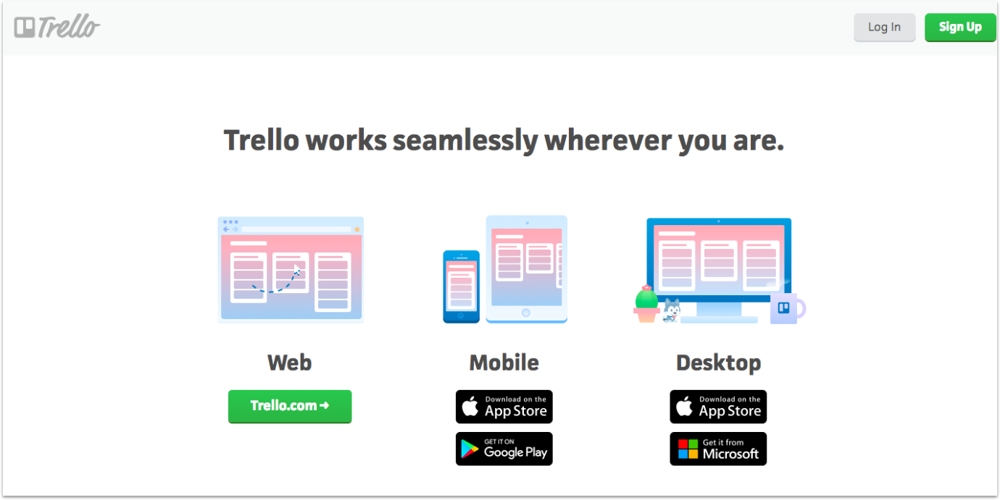 Trello
Log In
Sign Up
Trello works seamlessly wherever you are.
Web
Mobile
Desktop
Trello.com→
Download on the
App Store
Download on the
App Store
GET IT ON
Google Play
Get it from
Microsoft